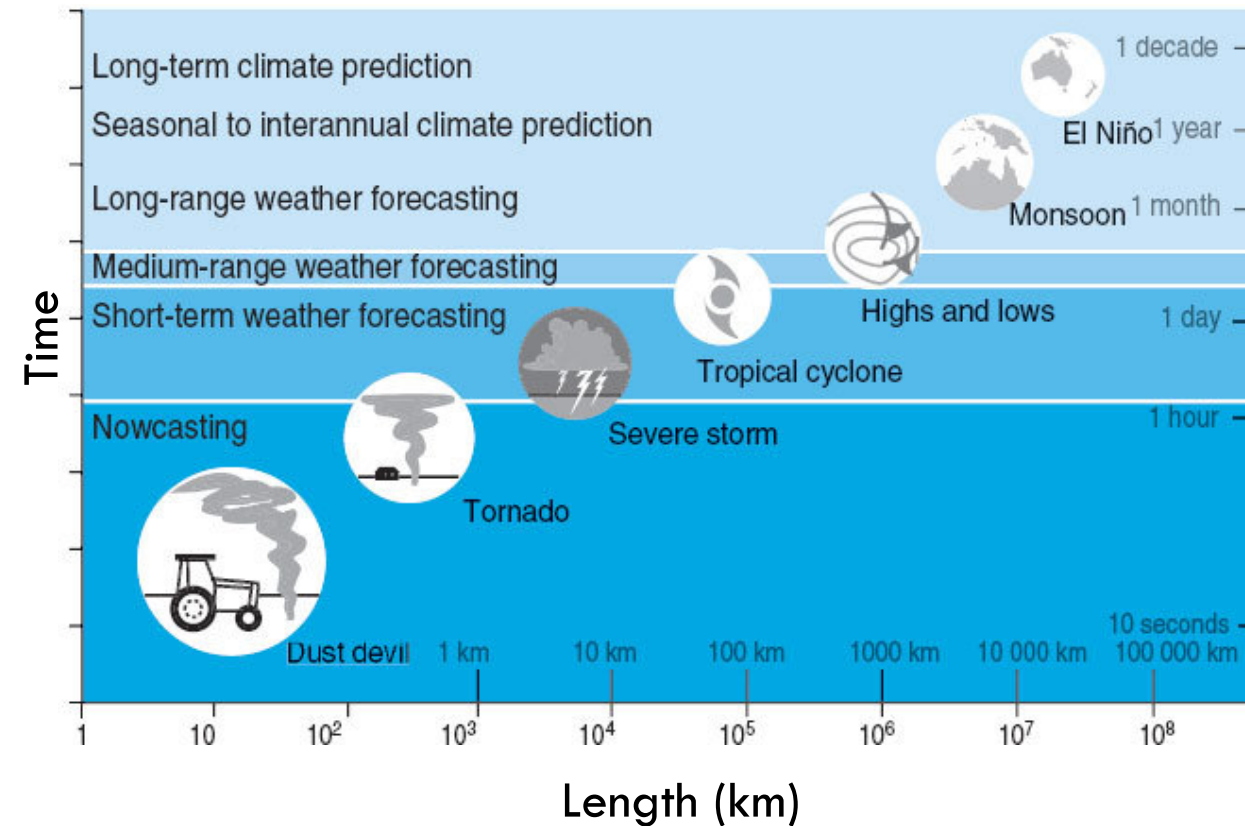 Long-term climate prediction
1 decade
Seasonal to interannual climate prediction
El Niño
1 year
Long-range weather forecasting
Monsoon
1 month
Medium-range weather forecasting
Highs and lows
Short-term weather forecasting
1 day
Tropical cyclone
1 hour
Nowcasting
Severe storm
Tornado
10 seconds
Dust devil
1 km
10 km
100 km
1000 km
10 000 km
100 000 km
1
10
10²
10³
10⁴
10⁵
10⁶
10⁷
10⁸
Time
Length (km)